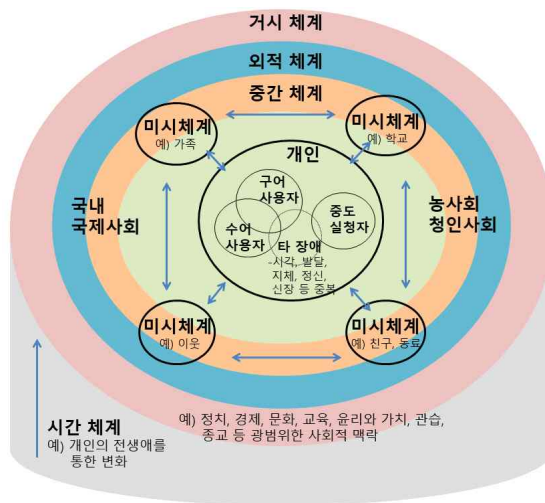 거시 체계
외적 체계
중간 체계
미시체계
예) 가족
미시체계
예) 학교
개인
구어
사용자
수어
사용자
중도
실청자
타 장애
-시각, 발달,
지체, 정신,
신장 등 중복
국내
국제사회
농사회
청인사회
미시체계
예) 이웃
미시체계
예) 친구, 동료
시간 체계
예) 개인의 전생애를
통한 변화
예) 정치, 경제, 문화, 교육, 윤리와 가치, 관습,
종교 등 광범위한 사회적 맥락